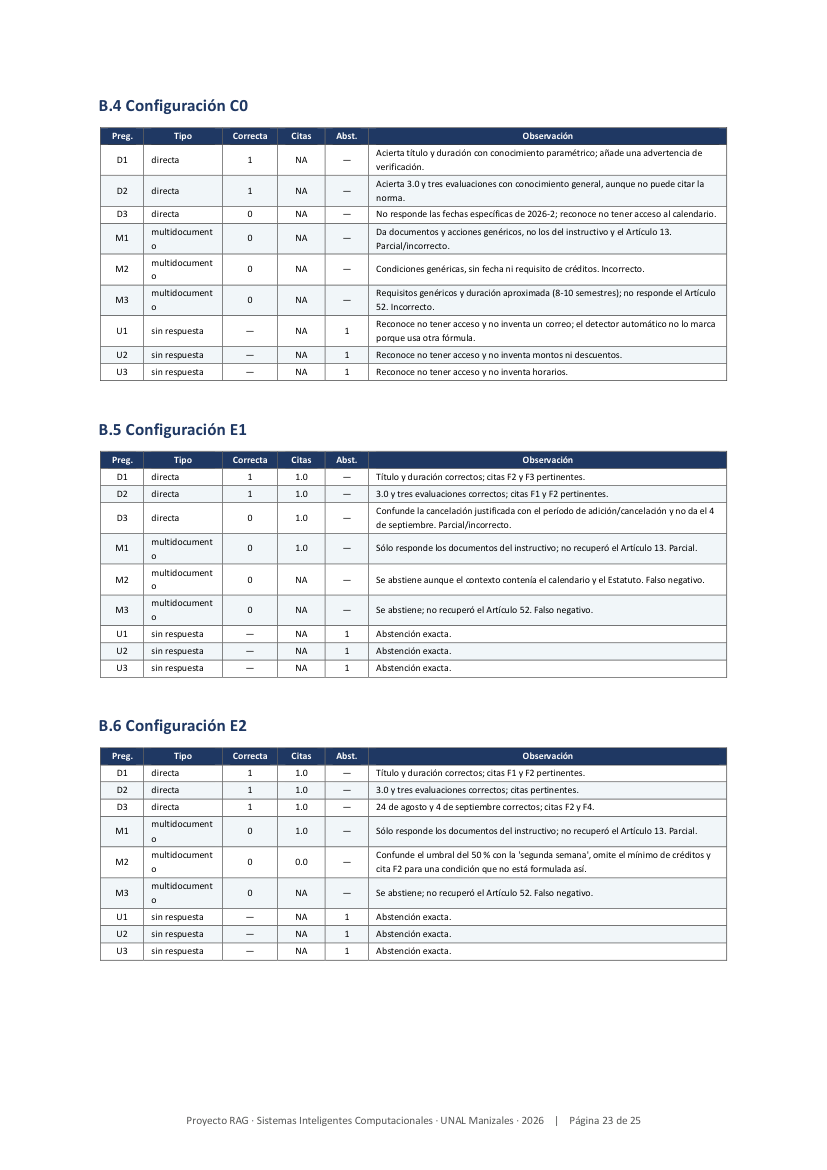 B.4 Configuración C0
Preg. Tipo Correcta Citas Abst. Observación
D1 directa 1 NA — Acierta título y duración con conocimiento paramétrico; añade una advertencia de
verificación.
D2 directa 1 NA — Acierta 3.0 y tres evaluaciones con conocimiento general, aunque no puede citar la
norma.
D3 directa 0 NA — No responde las fechas específicas de 2026-2; reconoce no tener acceso al calendario.
M1 multidocument
o 0 NA — Da documentos y acciones genéricos, no los del instructivo y el Artículo 13.
Parcial/incorrecto.
M2 multidocument
o 0 NA — Condiciones genéricas, sin fecha ni requisito de créditos. Incorrecto.
M3 multidocument
o 0 NA — Requisitos genéricos y duración aproximada (8-10 semestres); no responde el Artículo
52. Incorrecto.
U1 sin respuesta — NA 1 Reconoce no tener acceso y no inventa un correo; el detector automático no lo marca
porque usa otra fórmula.
U2 sin respuesta — NA 1 Reconoce no tener acceso y no inventa montos ni descuentos.
U3 sin respuesta — NA 1 Reconoce no tener acceso y no inventa horarios.
B.5 Configuración E1
Preg. Tipo Correcta Citas Abst. Observación
D1 directa 1 1.0 — Título y duración correctos; citas F2 y F3 pertinentes.
D2 directa 1 1.0 — 3.0 y tres evaluaciones correctos; citas F1 y F2 pertinentes.
D3 directa 0 1.0 — Confunde la cancelación justificada con el período de adición/cancelación y no da el 4
de septiembre. Parcial/incorrecto.
M1 multidocument
o 0 1.0 — Sólo responde los documentos del instructivo; no recuperó el Artículo 13. Parcial.
M2 multidocument
o 0 NA — Se abstiene aunque el contexto contenía el calendario y el Estatuto. Falso negativo.
M3 multidocument
o 0 NA — Se abstiene; no recuperó el Artículo 52. Falso negativo.
U1 sin respuesta — NA 1 Abstención exacta.
U2 sin respuesta — NA 1 Abstención exacta.
U3 sin respuesta — NA 1 Abstención exacta.
B.6 Configuración E2
Preg. Tipo Correcta Citas Abst. Observación
D1 directa 1 1.0 — Título y duración correctos; citas F1 y F2 pertinentes.
D2 directa 1 1.0 — 3.0 y tres evaluaciones correctos; citas pertinentes.
D3 directa 1 1.0 — 24 de agosto y 4 de septiembre correctos; citas F2 y F4.
M1 multidocument
o 0 1.0 — Sólo responde los documentos del instructivo; no recuperó el Artículo 13. Parcial.
M2 multidocument
o 0 0.0 — Confunde el umbral del 50 % con la 'segunda semana', omite el mínimo de créditos y
cita F2 para una condición que no está formulada así.
M3 multidocument
o 0 NA — Se abstiene; no recuperó el Artículo 52. Falso negativo.
U1 sin respuesta — NA 1 Abstención exacta.
U2 sin respuesta — NA 1 Abstención exacta.
U3 sin respuesta — NA 1 Abstención exacta.
Proyecto RAG · Sistemas Inteligentes Computacionales · UNAL Manizales · 2026 | Página 23 de 25